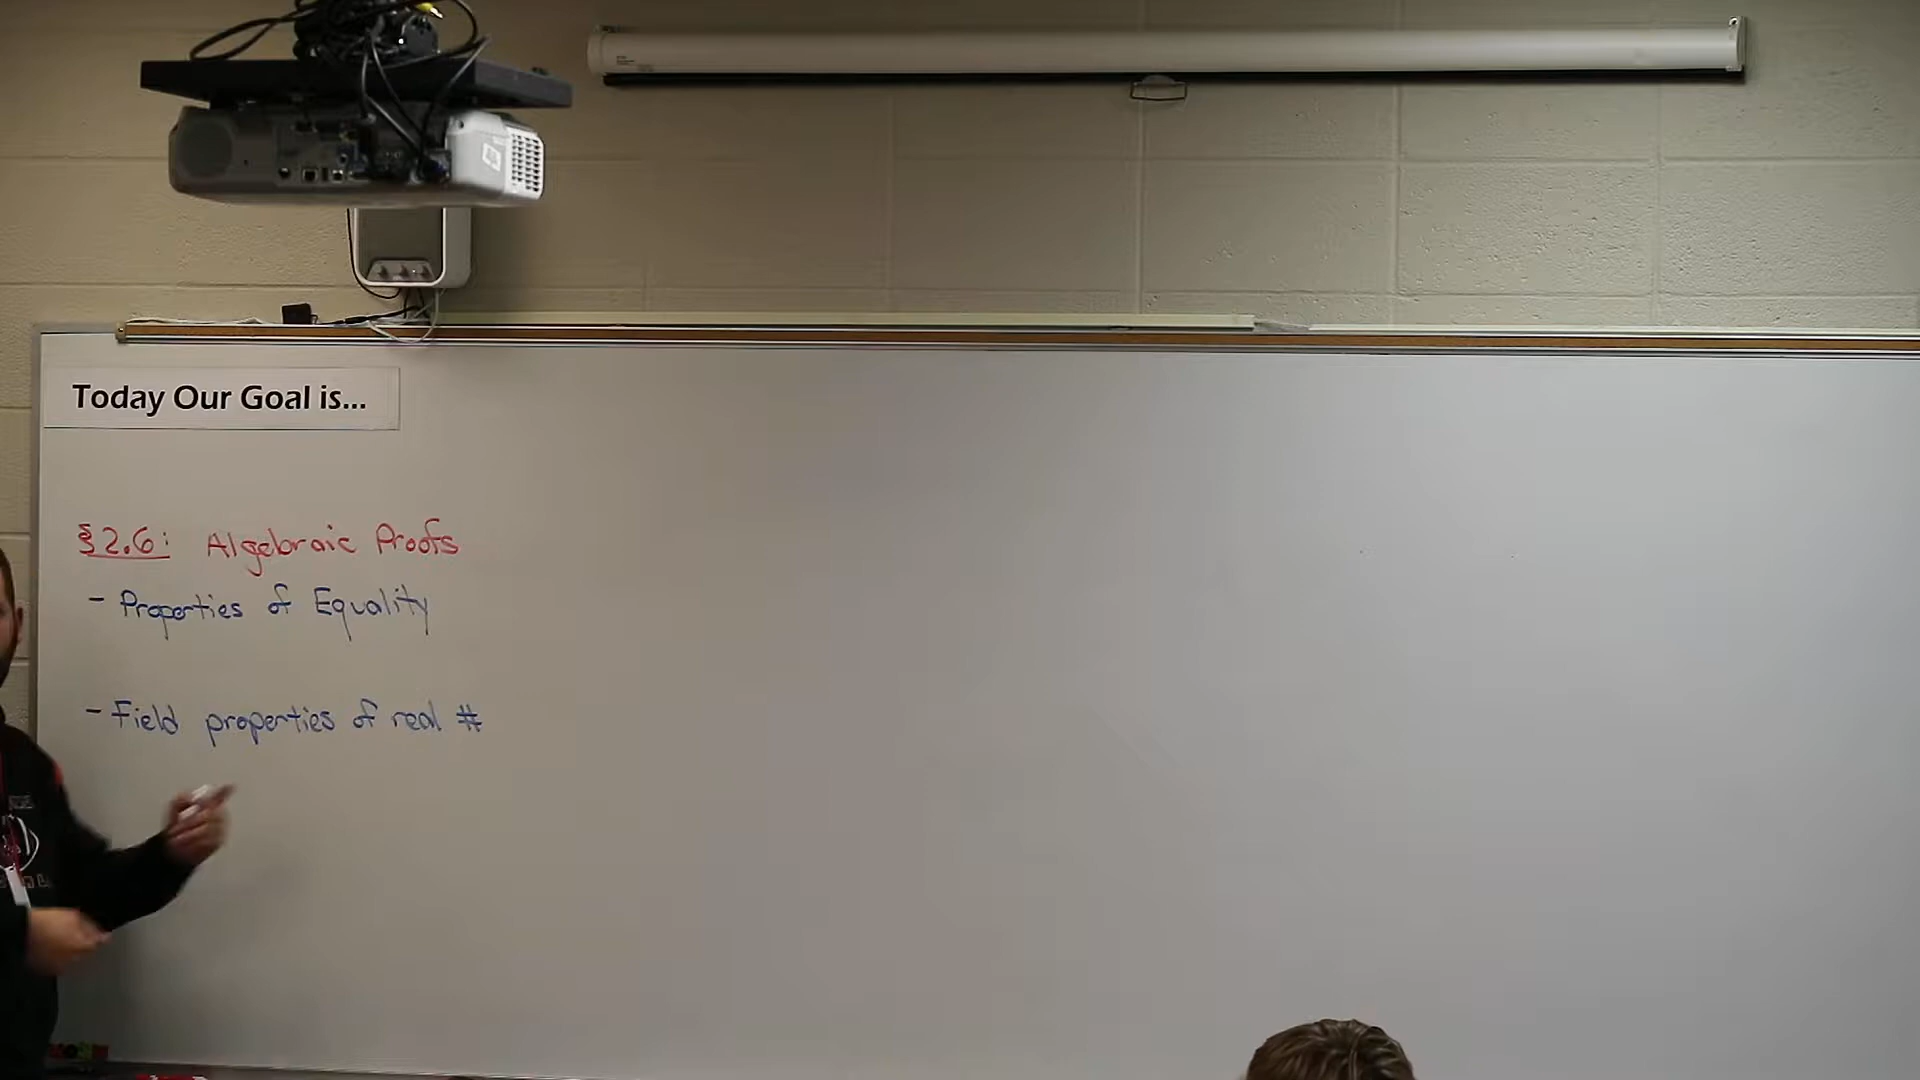 Today Our Goal is...
§2.6: Algebraic Proofs
- Properties of Equality
- Field properties of real #